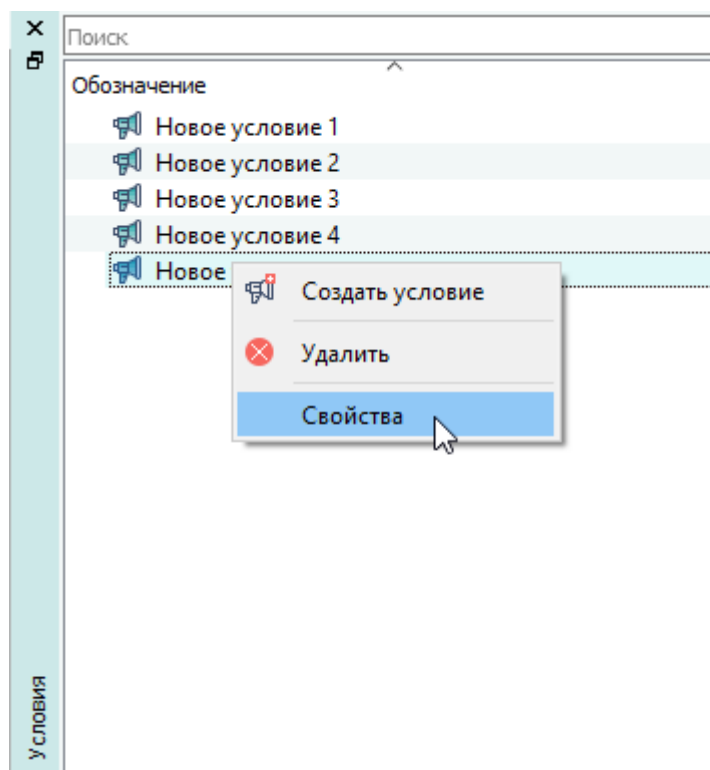 Поиск
Обозначение
Новое условие 1
Новое условие 2
Новое условие 3
Новое условие 4
Новое
Создать условие
Удалить
Свойства
Условия